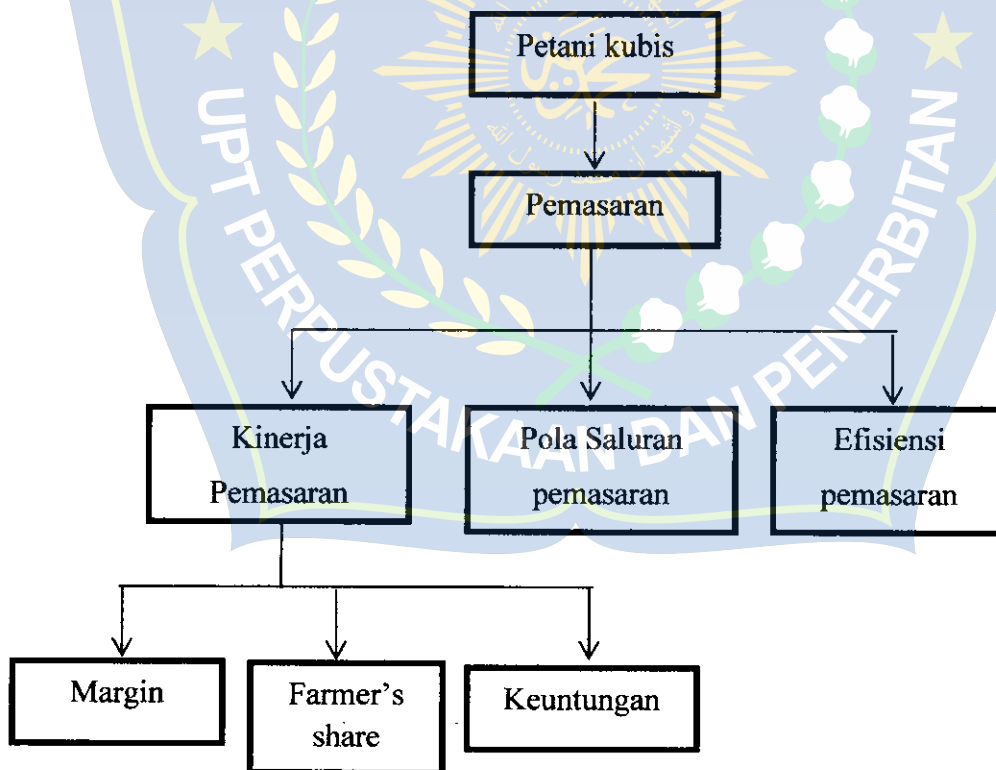 Petani kubis
Pemasaran
Kinerja
Pemasaran
Pola Saluran
pemasaran
Efisiensi
pemasaran
Margin
Farmer's
share
Keuntungan
UPT PERPUSTAKAAN DAN PENERBITAN